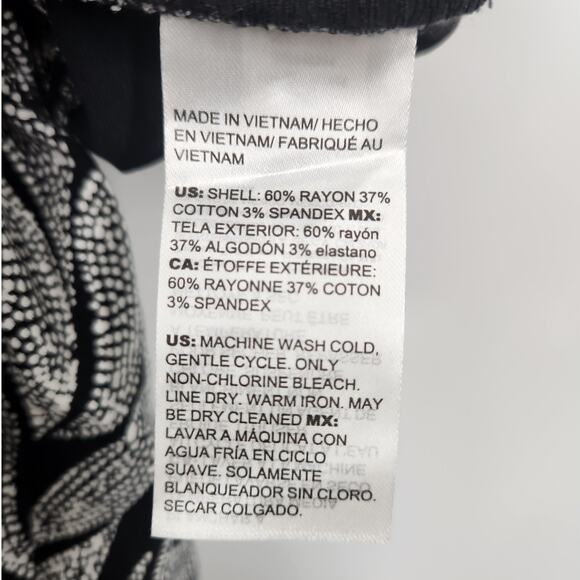 MADE IN VIETNAM/ HECHO
EN VIETNAM/ FABRIQUÉ AU
VIETNAM
US: SHELL: 60% RAYON 37%
COTTON 3% SPANDEX MX:
TELA EXTERIOR: 60% rayón
37% ALGODÓN 3% elastano
CA: ÉTOFFE EXTÉRIEURE:
60% RAYONNE 37% COTON
3% SPANDEX
US: MACHINE WASH COLD,
GENTLE CYCLE. ONLY
NON-CHLORINE BLEACH.
LINE DRY. WARM IRON. MAY
BE DRY CLEANED MX:
LAVAR A MÁQUINA CON
AGUA FRÍA EN CICLO
SUAVE. SOLAMENTE
BLANQUEADOR SIN CLORO.
SECAR COLGADO.